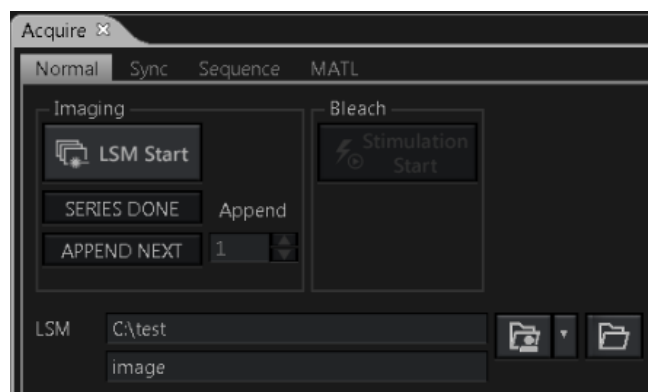 Acquire
Normal Sync Sequence MATL
Imaging
LSM Start
SERIES DONE Append
APPEND NEXT 1
Bleach
Stimulation
Start
LSM C:\test
image